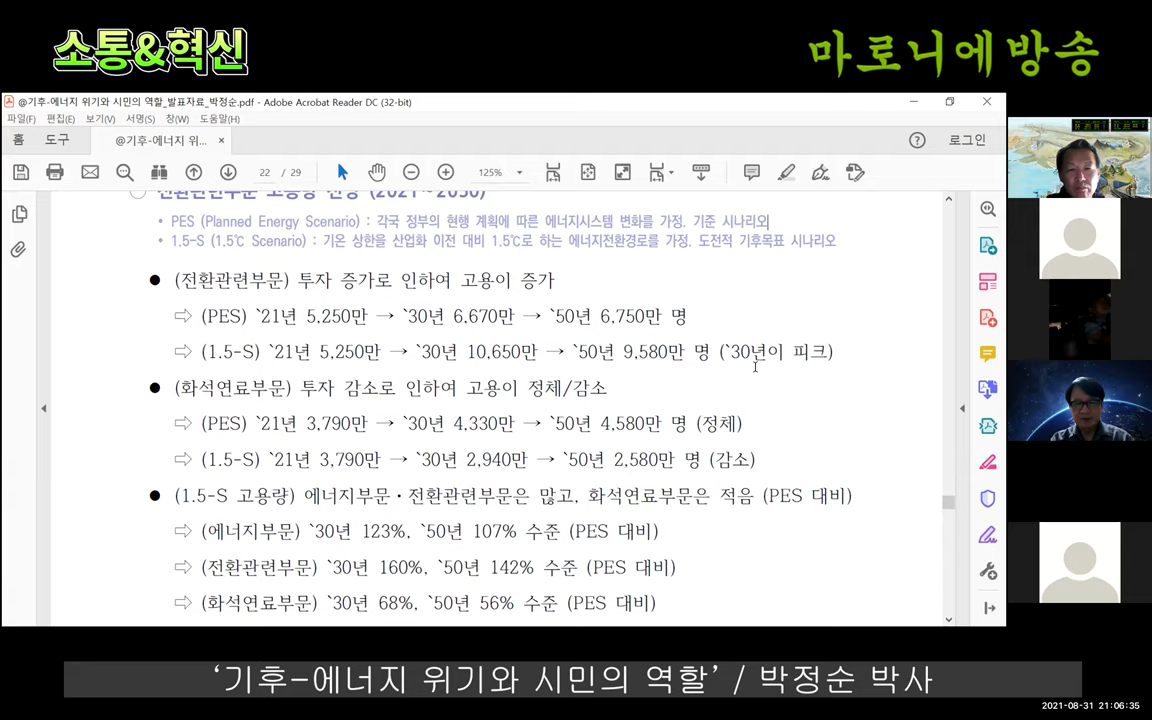 소통&혁신
마로니에방송
@기후-에너지 위기와 시민의 역할_발표자료_박정순.pdf - Adobe Acrobat Reader DC (32-bit)
파일(F) 편집(E) 보기(V) 서명(S) 창(W) 도움말(H)
홈 도구 @기후-에너지 위... × 로그인
22 / 29 125%
전환관련부문 고용량 전망 (2021~2050)
• PES (Planned Energy Scenario) : 각국 정부의 현행 계획에 따른 에너지시스템 변화를 가정. 기준 시나리오
• 1.5-S (1.5℃ Scenario) : 기온 상한을 산업화 이전 대비 1.5℃로 하는 에너지전환경로를 가정. 도전적 기후목표 시나리오
● (전환관련부문) 투자 증가로 인하여 고용이 증가
⇨ (PES) `21년 5,250만 → `30년 6,670만 → `50년 6,750만 명
⇨ (1.5-S) `21년 5,250만 → `30년 10,650만 → `50년 9,580만 명 (`30년이 피크)
● (화석연료부문) 투자 감소로 인하여 고용이 정체/감소
⇨ (PES) `21년 3,790만 → `30년 4,330만 → `50년 4,580만 명 (정체)
⇨ (1.5-S) `21년 3,790만 → `30년 2,940만 → `50년 2,580만 명 (감소)
● (1.5-S 고용량) 에너지부문·전환관련부문은 많고, 화석연료부문은 적음 (PES 대비)
⇨ (에너지부문) `30년 123%, `50년 107% 수준 (PES 대비)
⇨ (전환관련부문) `30년 160%, `50년 142% 수준 (PES 대비)
⇨ (화석연료부문) `30년 68%, `50년 56% 수준 (PES 대비)
‘기후-에너지 위기와 시민의 역할’ / 박정순 박사
2021-08-31 21:06:35